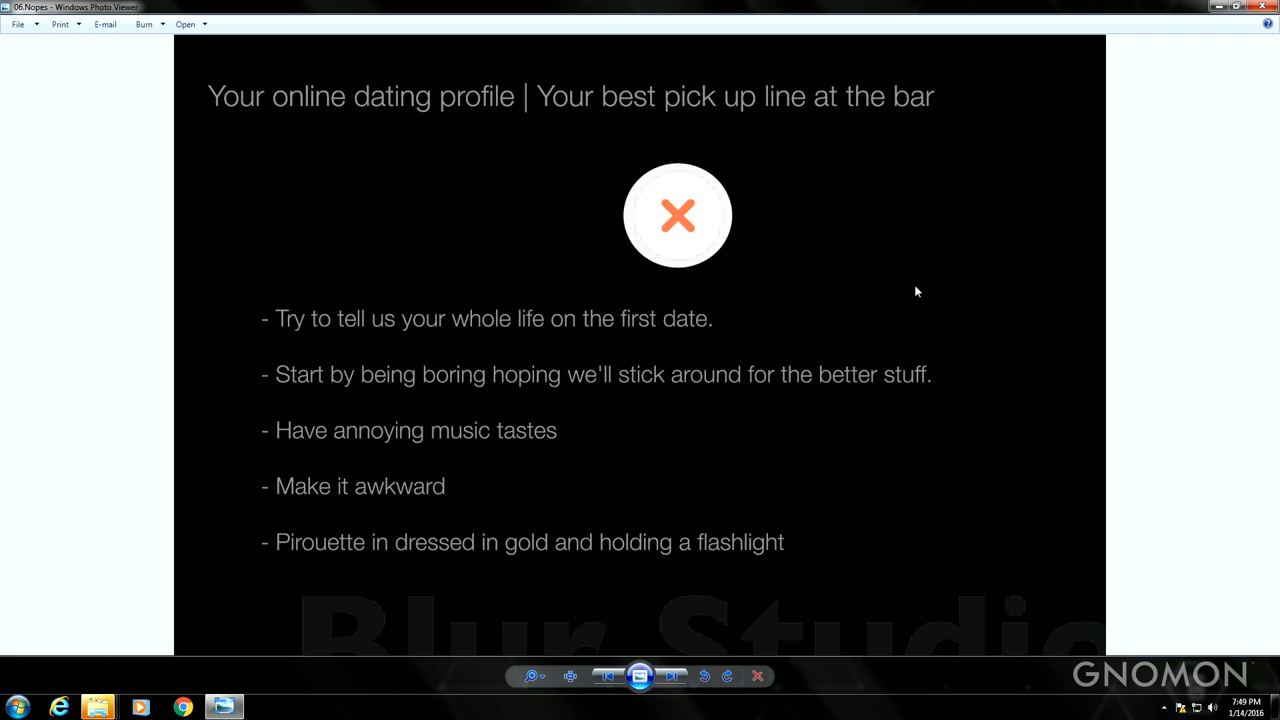 06.Nopes - Windows Photo Viewer
File Print E-mail Burn Open
Your online dating profile | Your best pick up line at the bar
- Try to tell us your whole life on the first date.
- Start by being boring hoping we'll stick around for the better stuff.
- Have annoying music tastes
- Make it awkward
- Pirouette in dressed in gold and holding a flashlight
Blur Studio
GNOMON
7:49 PM
1/14/2016